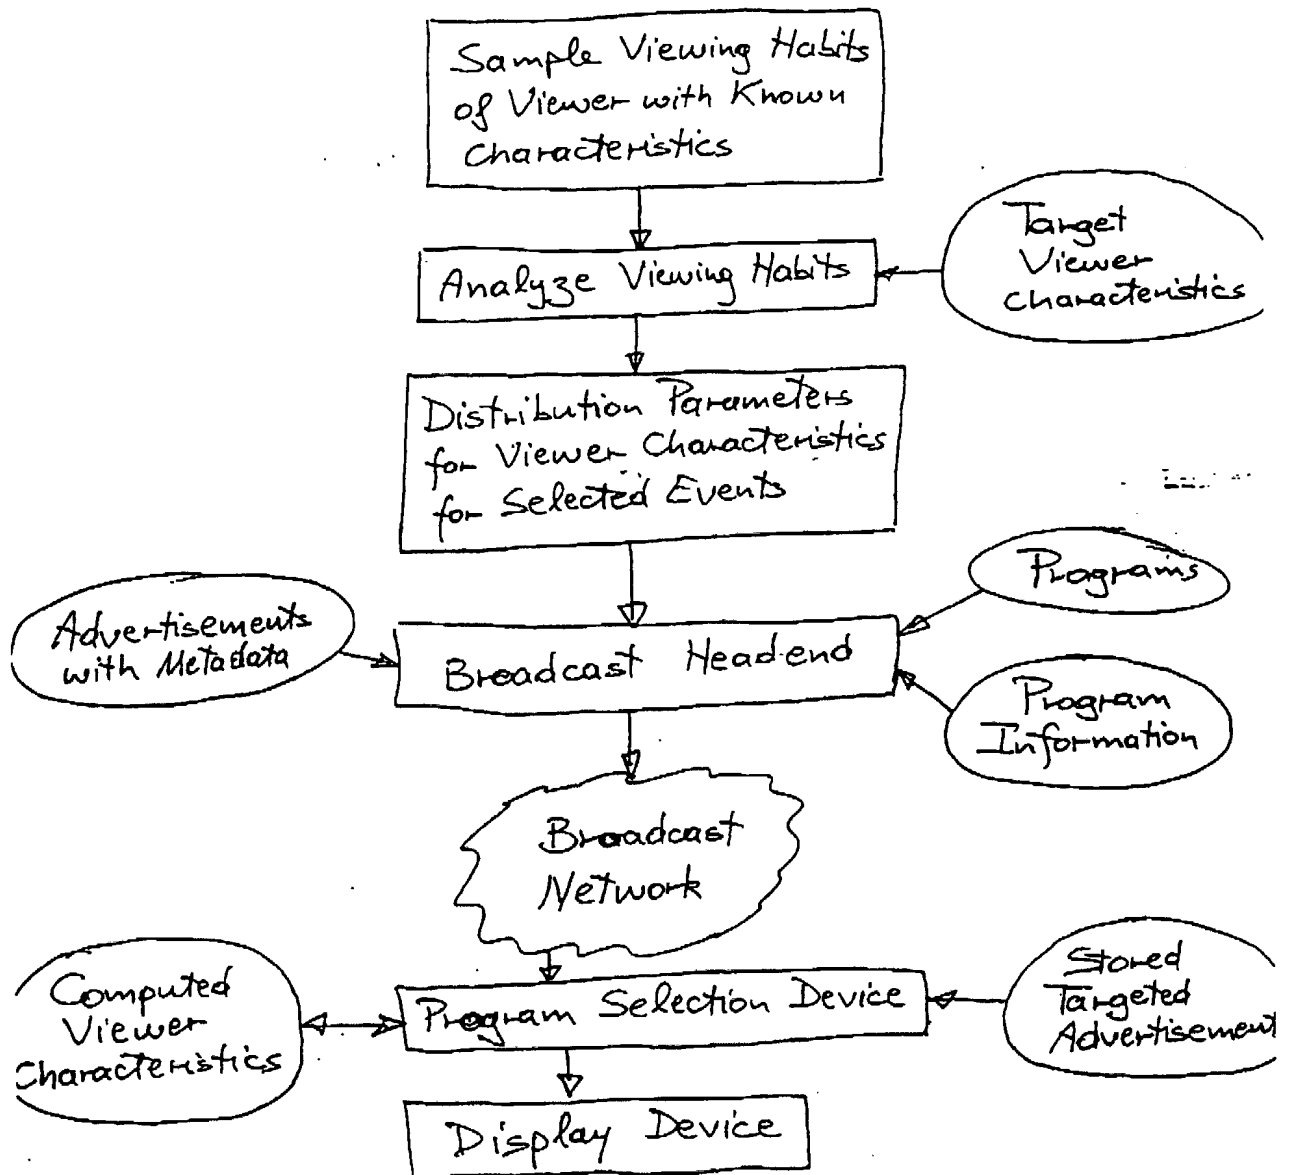 Sample Viewing Habits
of Viewer with Known
Characteristics
Target
Viewer
Characteristics
Analyze Viewing Habits
Distribution Parameters
for Viewer Characteristics
for Selected Events
Programs
Advertisements
with Metadata
Broadcast Head-end
Program
Information
Broadcast
Network
Computed
Viewer
Characteristics
Program Selection Device
Stored
Targeted
Advertisement
Display Device